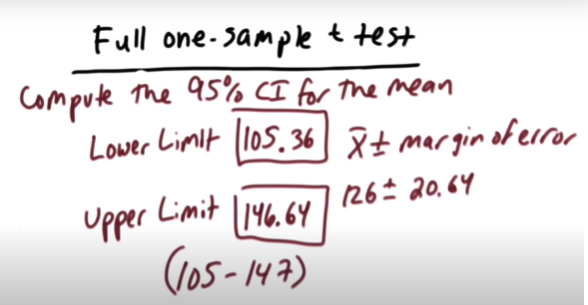 Full one-sample t test
Compute the 95% CI for the mean
Lower Limit 105.36 x̄ ± margin of error
126 ± 20.64
Upper Limit 146.64
(105-147)